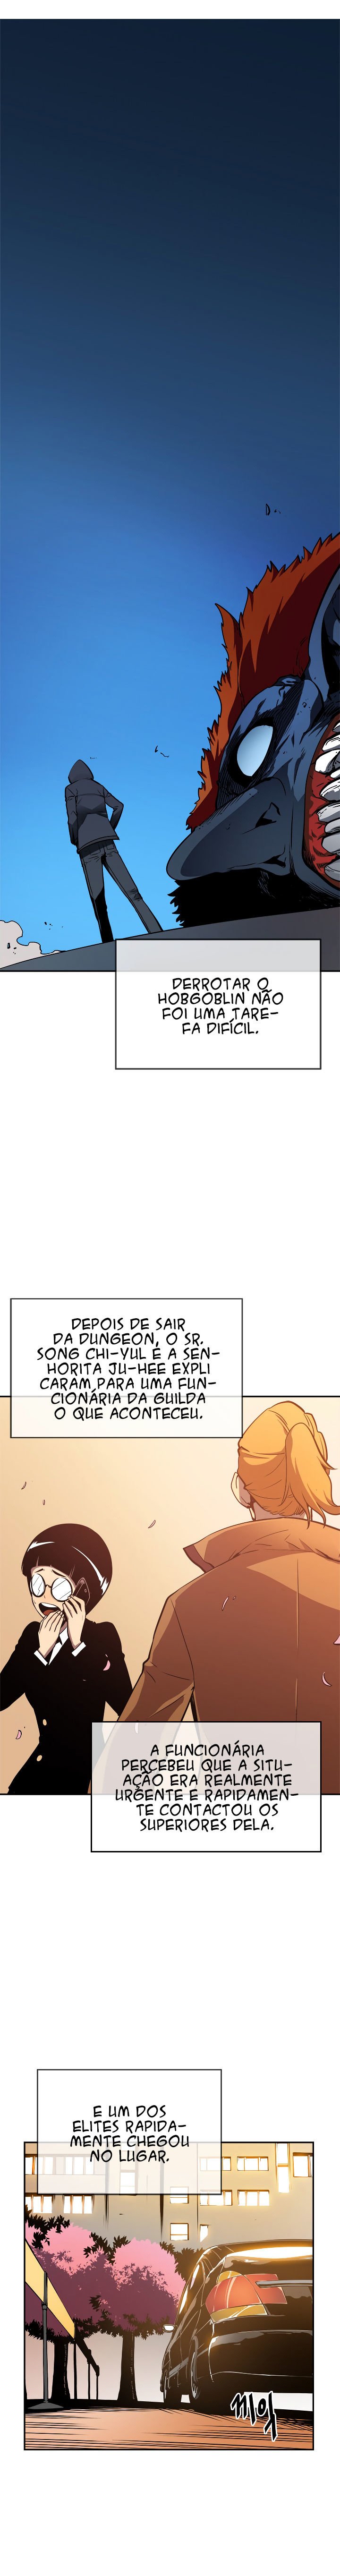 DERROTAR O
HOBGOBLIN NÃO
FOI UMA TARE-
FA DIFÍCIL.
DEPOIS DE SAIR
DA DUNGEON, O SR.
SONG CHI-YUL E A SEN-
HORITA JU-HEE EXPLI
CARAM PARA UMA FUN-
CIONÁRIA DA GUILDA
O QUE ACONTECEU.
A FUNCIONÁRIA
PERCEBEU QUE A SITU-
AÇÃO ERA REALMENTE
URGENTE E RAPIDAMEN-
TE CONTACTOU OS
SUPERIORES DELA.
E UM DOS
ELITES RAPIDA-
MENTE CHEGOU
NO LUGAR.
끼이